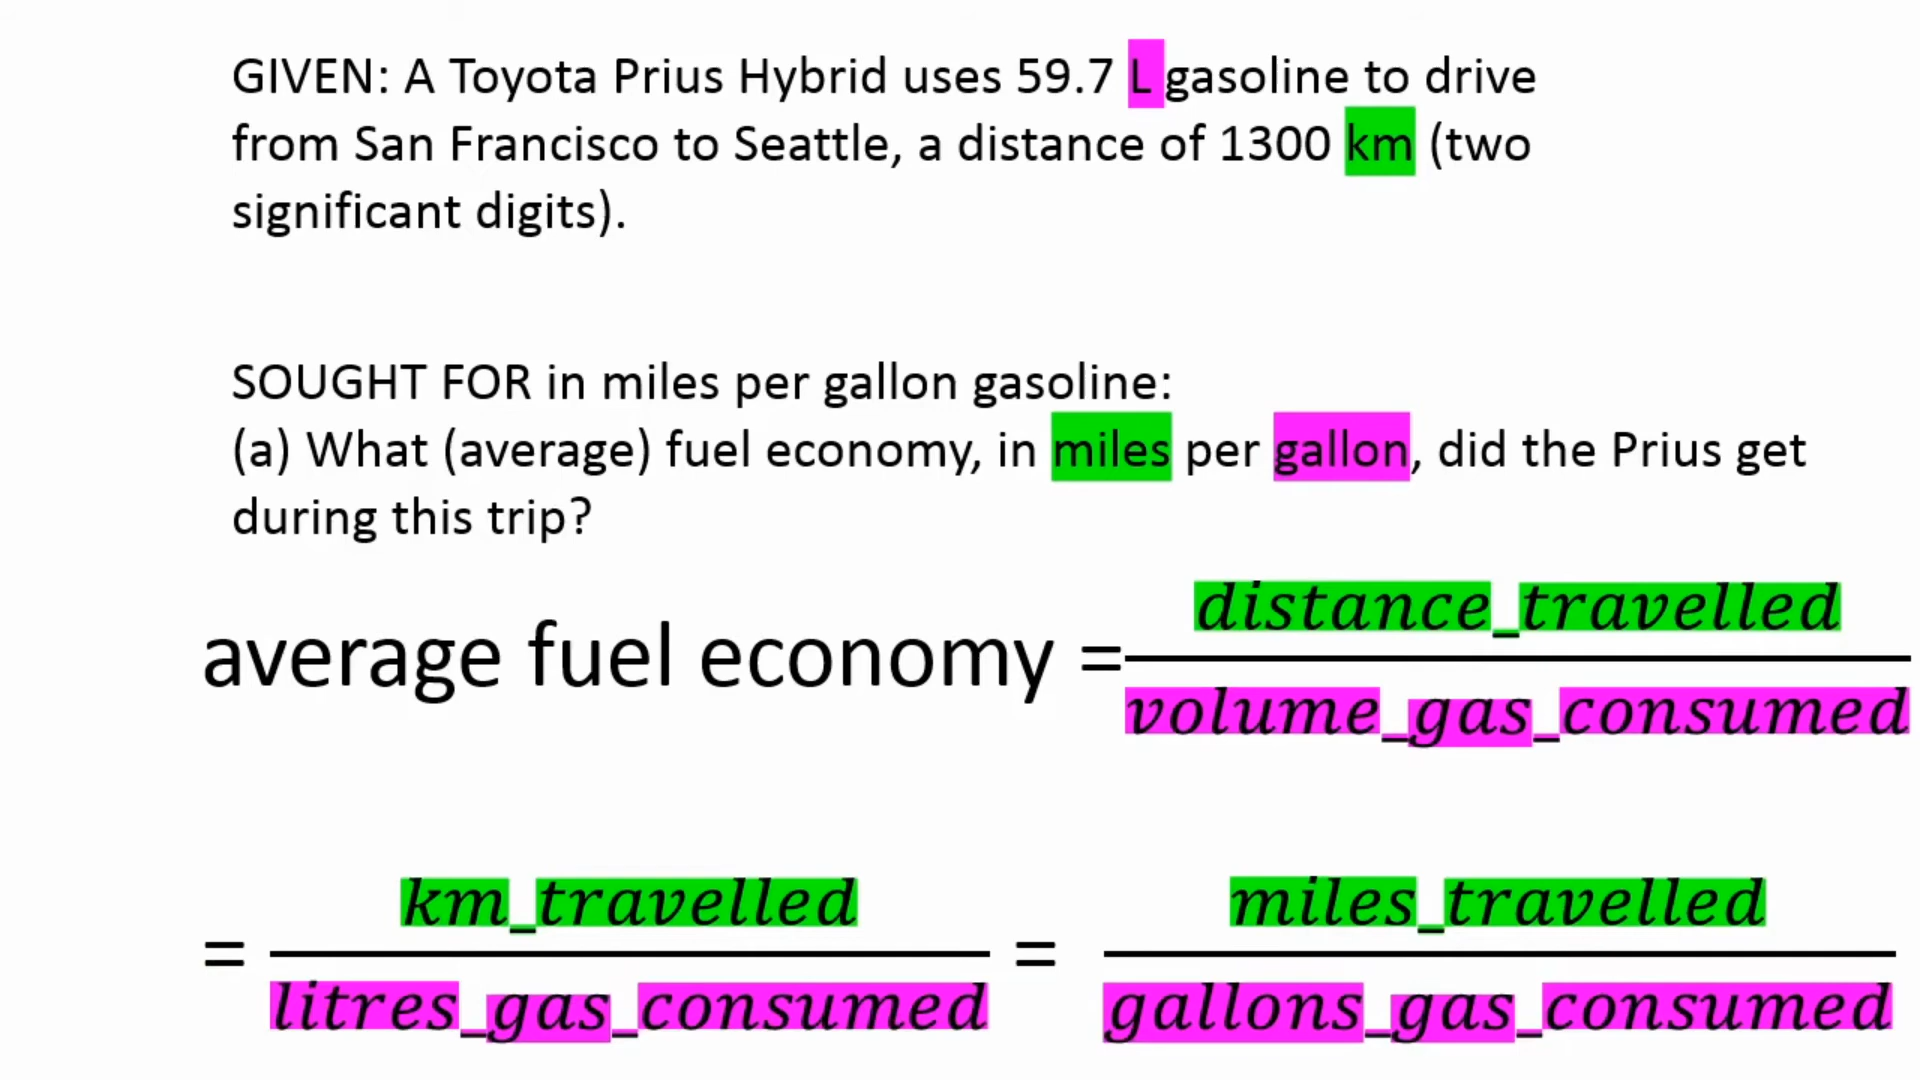 GIVEN: A Toyota Prius Hybrid uses 59.7 L gasoline to drive
from San Francisco to Seattle, a distance of 1300 km (two
significant digits).
SOUGHT FOR in miles per gallon gasoline:
(a) What (average) fuel economy, in miles per gallon, did the Prius get
during this trip?
distance_travelled
average fuel economy =
volume_gas_consumed
km_travelled
miles_travelled
= =
litres_gas_consumed
gallons_gas_consumed